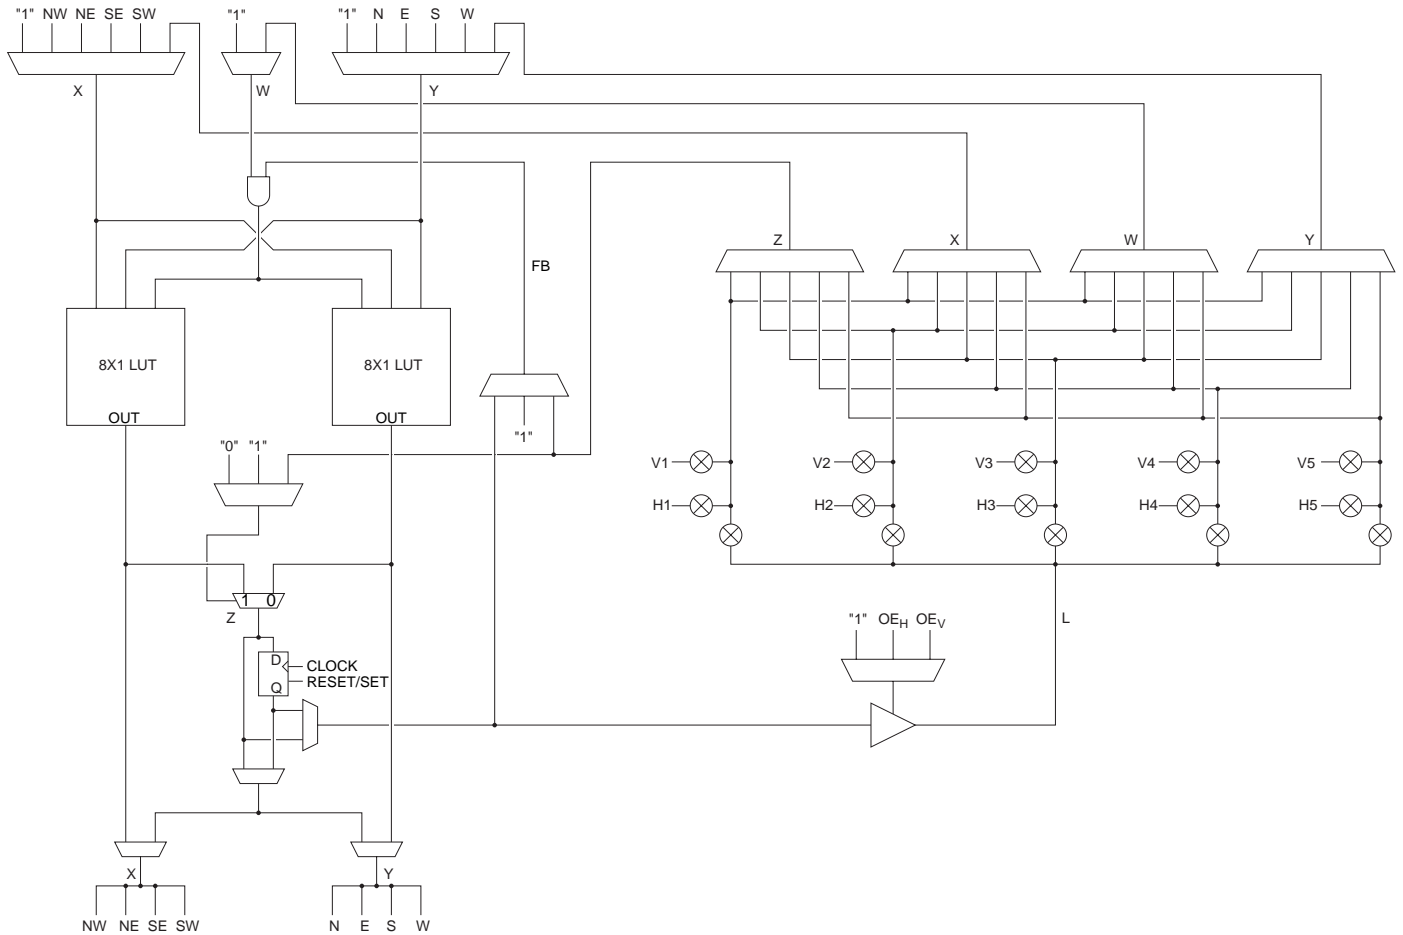 "1" NW NE SE SW "1" "1" N E S W
X W Y
Z X W Y
FB
8X1 LUT 8X1 LUT
OUT OUT
"1"
"0" "1"
V1 V2 V3 V4 V5
H1 H2 H3 H4 H5
1 0
Z
"1" OEH OEV
L
D
CLOCK
RESET/SET
Q
X Y
NW NE SE SW N E S W